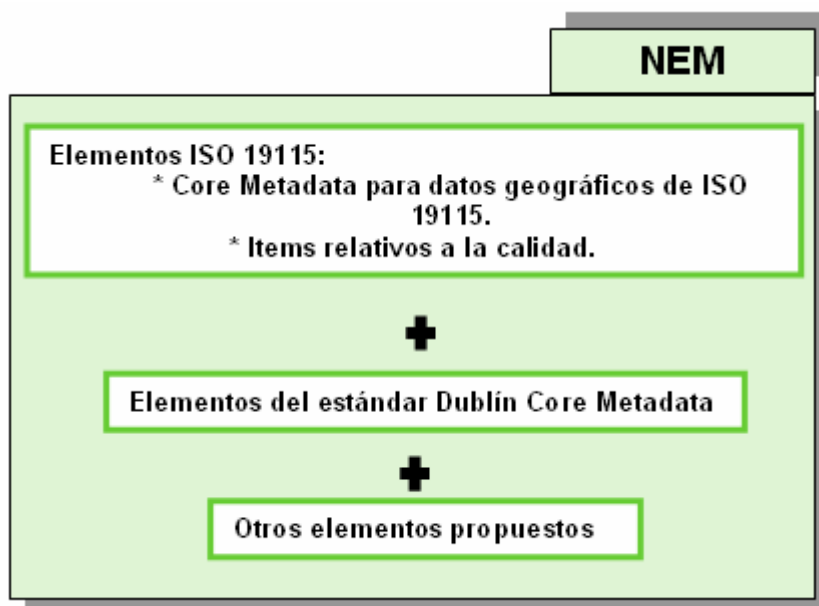 NEM
Elementos ISO 19115:
* Core Metadata para datos geográficos de ISO
19115.
* Items relativos a la calidad.
+
Elementos del estándar Dublín Core Metadata
+
Otros elementos propuestos